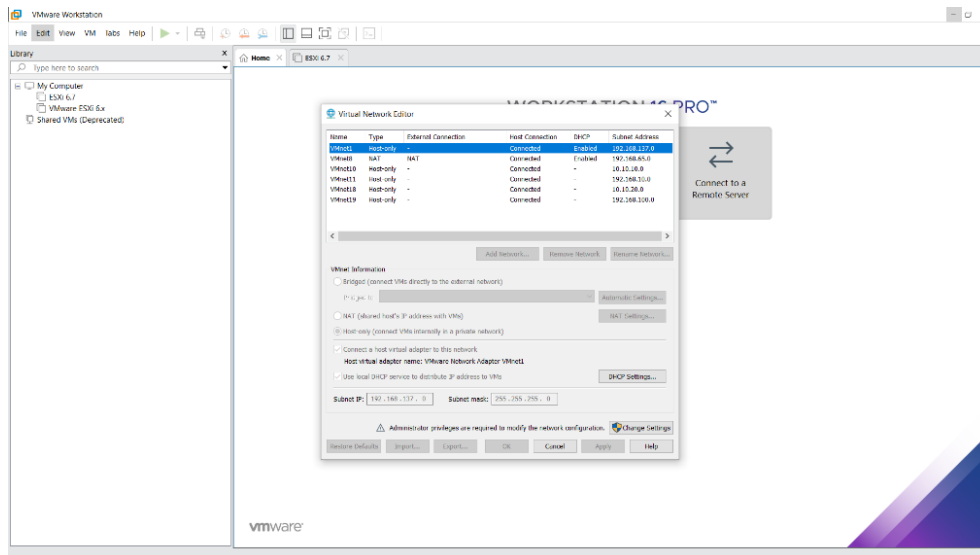 VMware Workstation
File Edit View VM Tabs Help
Library
Type here to search
My Computer
ESXi 6.7
VMware ESXi 6.x
Shared VMs (Deprecated)
Home
ESXi 6.7
PRO™
Connect to a
Remote Server
Virtual Network Editor
Name Type External Connection Host Connection DHCP Subnet Address
VMnet1 Host-only - Connected Enabled 192.168.137.0
VMnet8 NAT NAT Connected Enabled 192.168.65.0
VMnet10 Host-only - Connected - 10.10.10.0
VMnet11 Host-only - Connected - 192.168.10.0
VMnet18 Host-only - Connected - 10.10.20.0
VMnet19 Host-only - Connected - 192.168.100.0
Add Network... Remove Network Rename Network...
VMnet Information
Bridged (connect VMs directly to the external network)
Automatic Settings...
NAT (shared host's IP address with VMs) NAT Settings...
Host-only (connect VMs internally in a private network)
Connect a host virtual adapter to this network
Host virtual adapter name: VMware Network Adapter VMnet1
Use local DHCP service to distribute IP address to VMs DHCP Settings...
Subnet IP: 192.168.137.0 Subnet mask: 255.255.255.0
Administrator privileges are required to modify the network configuration. Change Settings
Restore Defaults Import... Export... OK Cancel Apply Help
vmware